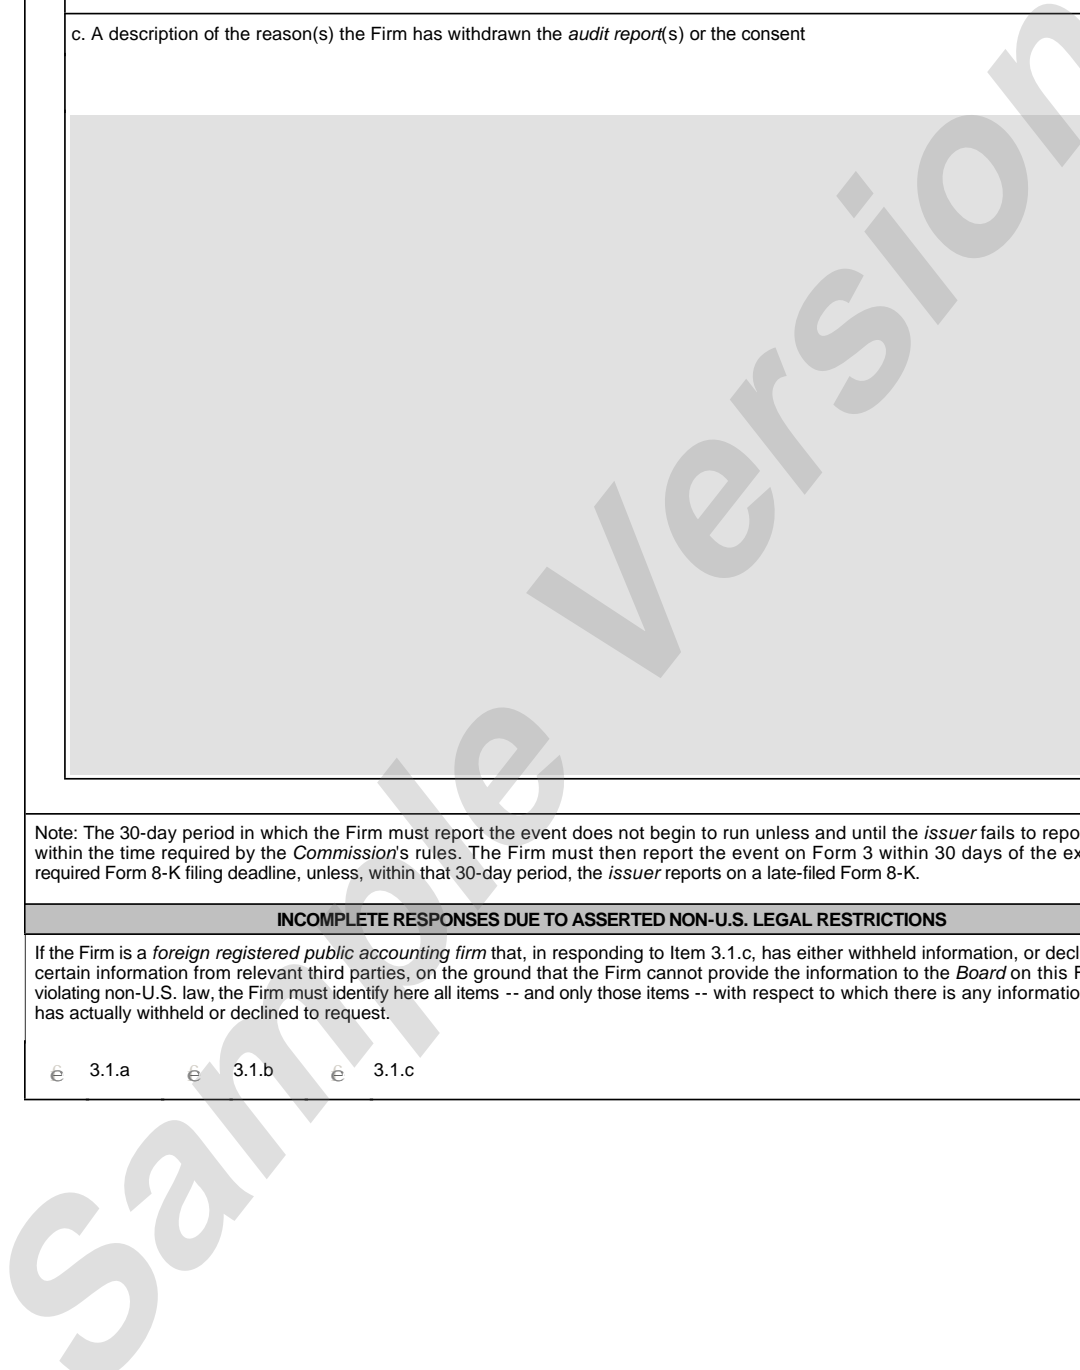 c. A description of the reason(s) the Firm has withdrawn the audit report(s) or the consent
Note: The 30-day period in which the Firm must report the event does not begin to run unless and until the issuer fails to repo
within the time required by the Commission's rules. The Firm must then report the event on Form 3 within 30 days of the ex
required Form 8-K filing deadline, unless, within that 30-day period, the issuer reports on a late-filed Form 8-K.
INCOMPLETE RESPONSES DUE TO ASSERTED NON-U.S. LEGAL RESTRICTIONS
If the Firm is a foreign registered public accounting firm that, in responding to Item 3.1.c, has either withheld information, or decl
certain information from relevant third parties, on the ground that the Firm cannot provide the information to the Board on this F
violating non-U.S. law, the Firm must identify here all items -- and only those items -- with respect to which there is any informatio
has actually withheld or declined to request.
ê 3.1.a ê 3.1.b ê 3.1.c
Sample Version